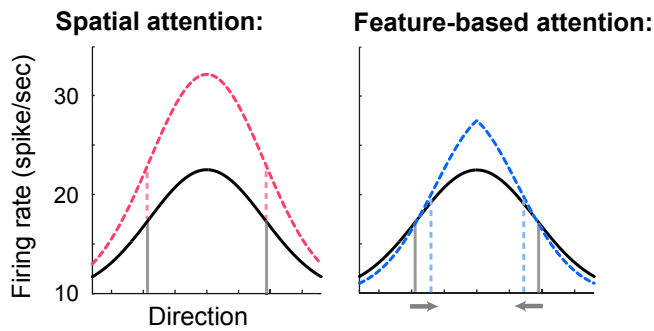 Spatial attention:
Feature-based attention:
Firing rate (spike/sec)
30
20
10
Direction